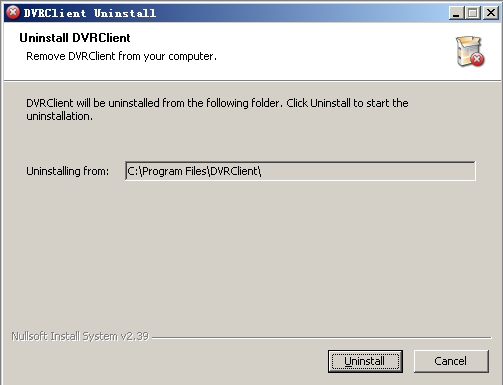 DVRClient Uninstall
Uninstall DVRClient
Remove DVRClient from your computer.
DVRClient will be uninstalled from the following folder. Click Uninstall to start the
uninstallation.
Uninstalling from: C:\Program Files\DVRClient\
Nullsoft Install System v2.39
Uninstall Cancel